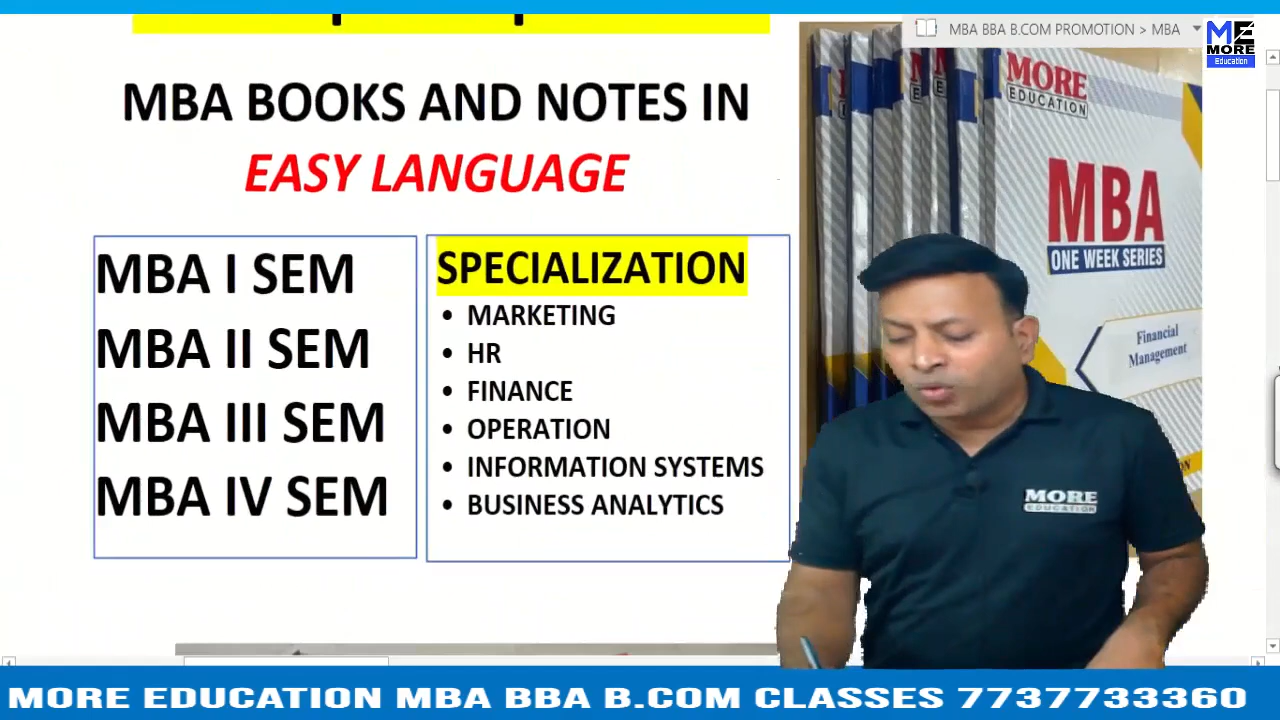 MBA BBA B.COM PROMOTION > MBA
ME
MORE
Education
MBA BOOKS AND NOTES IN
EASY LANGUAGE
MBA I SEM
MBA II SEM
MBA III SEM
MBA IV SEM
SPECIALIZATION
• MARKETING
• HR
• FINANCE
• OPERATION
• INFORMATION SYSTEMS
• BUSINESS ANALYTICS
MORE
EDUCATION
MBA
ONE WEEK SERIES
Financial
Management
MORE
EDUCATION
MORE EDUCATION MBA BBA B.COM CLASSES 7737733360